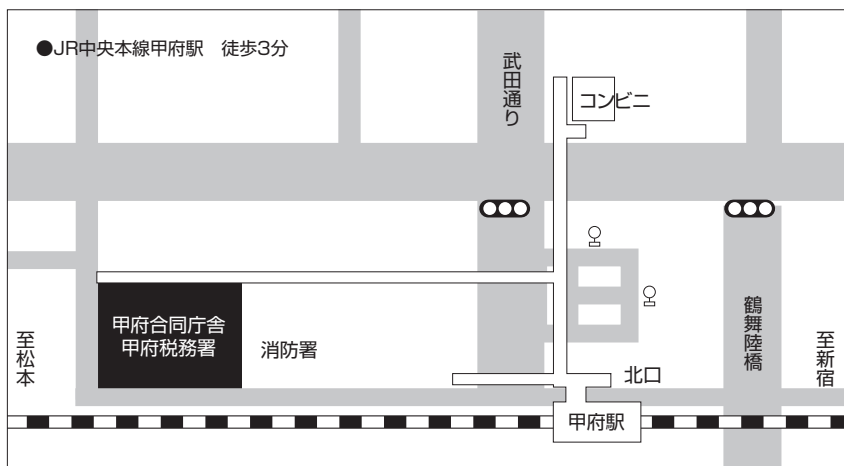 ●JR中央本線甲府駅　徒歩3分
武田通り
コンビニ
鶴舞陸橋
甲府合同庁舎
甲府税務署
消防署
至松本
至新宿
北口
甲府駅